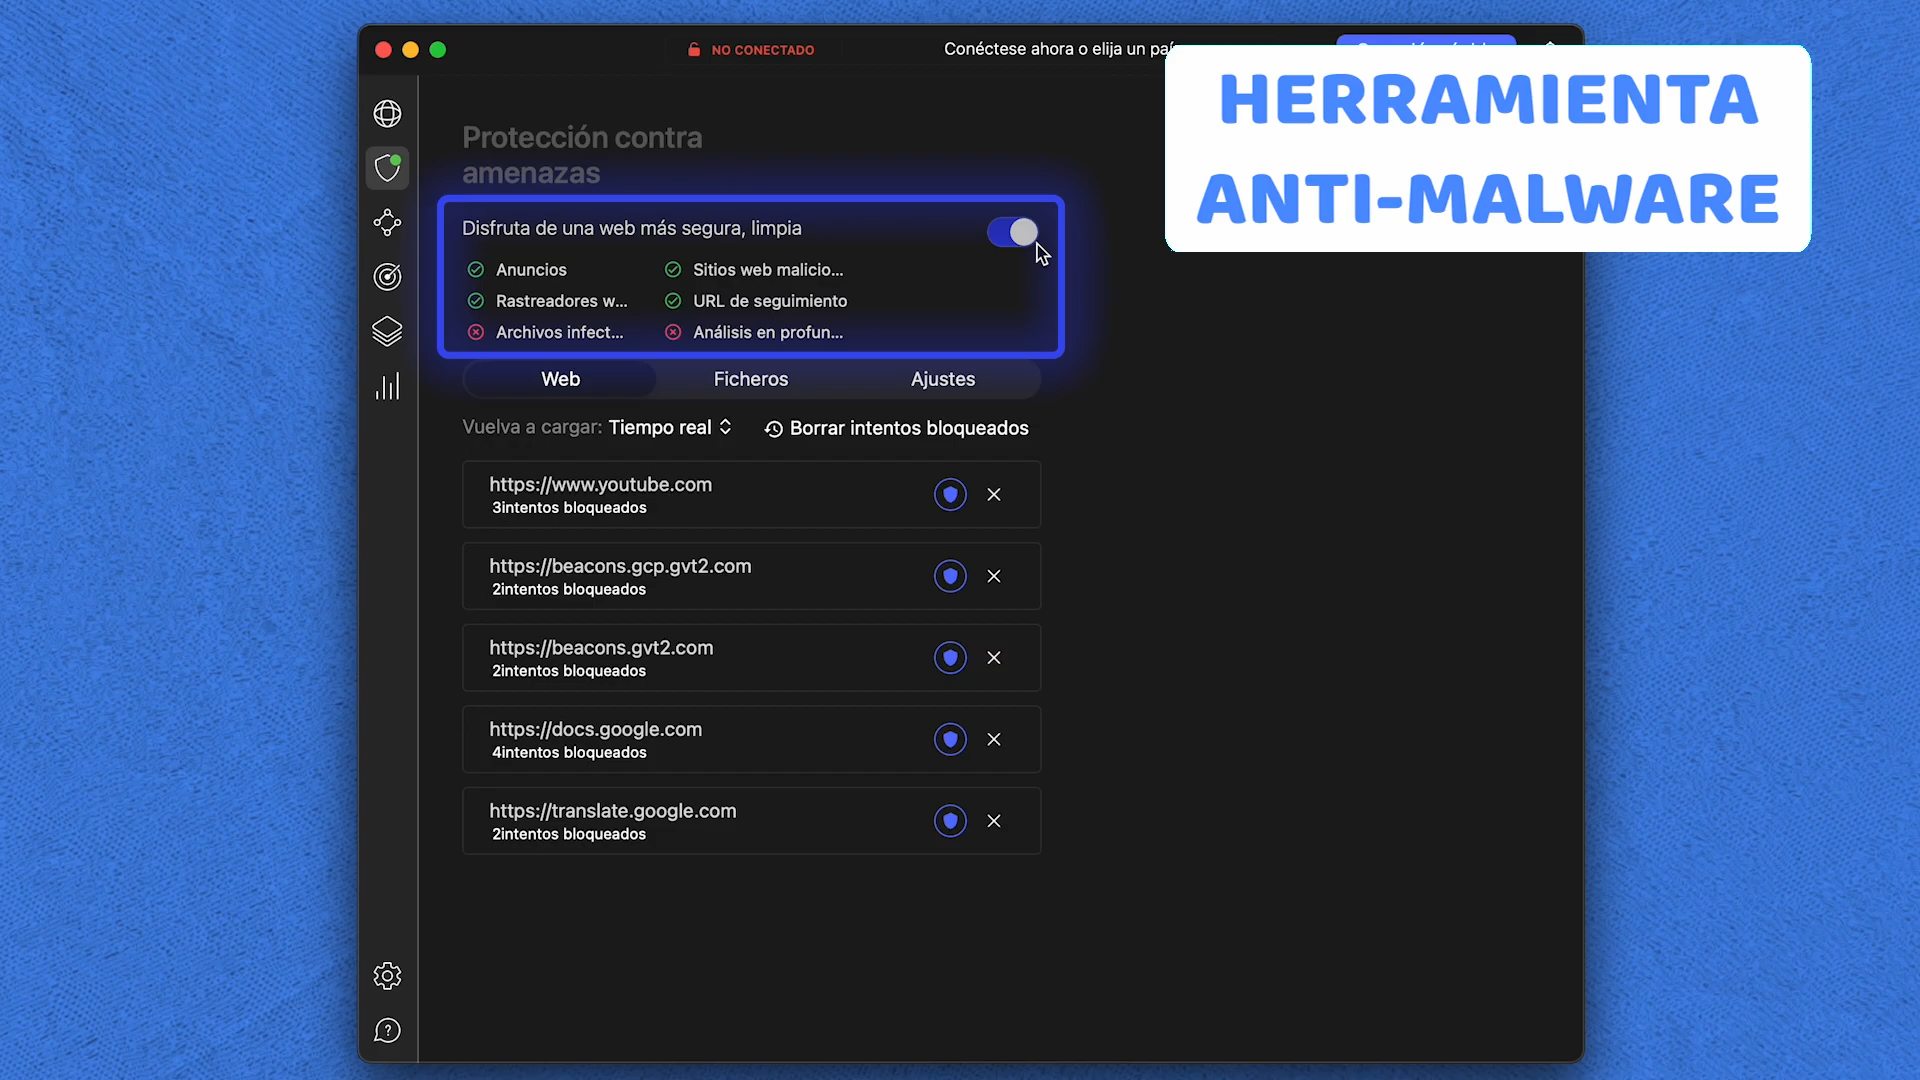 NO CONECTADO
Conéctese ahora o elija un país
HERRAMIENTA
ANTI-MALWARE
Protección contra
amenazas
Disfruta de una web más segura, limpia
Anuncios
Sitios web malicio...
Rastreadores w...
URL de seguimiento
Archivos infect...
Análisis en profun...
Web
Ficheros
Ajustes
Vuelva a cargar: Tiempo real
Borrar intentos bloqueados
https://www.youtube.com
3intentos bloqueados
https://beacons.gcp.gvt2.com
2intentos bloqueados
https://beacons.gvt2.com
2intentos bloqueados
https://docs.google.com
4intentos bloqueados
https://translate.google.com
2intentos bloqueados